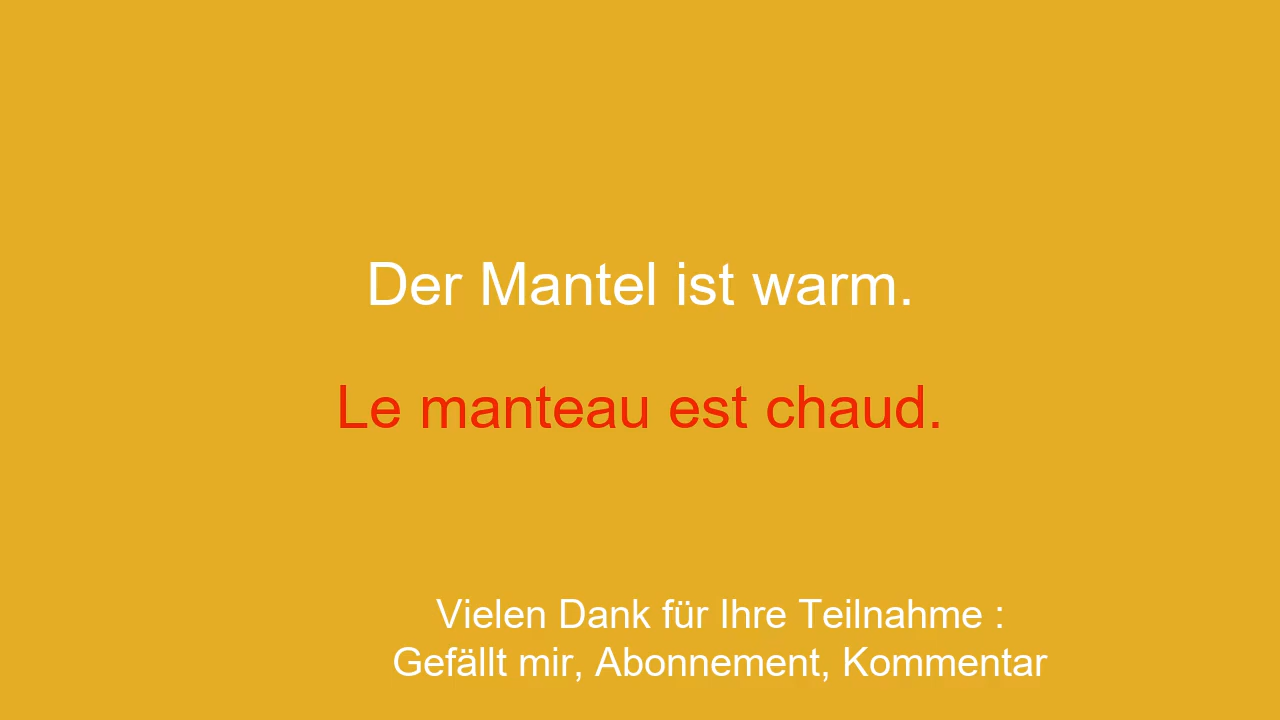 Der Mantel ist warm.
Le manteau est chaud.
Vielen Dank für Ihre Teilnahme :
Gefällt mir, Abonnement, Kommentar